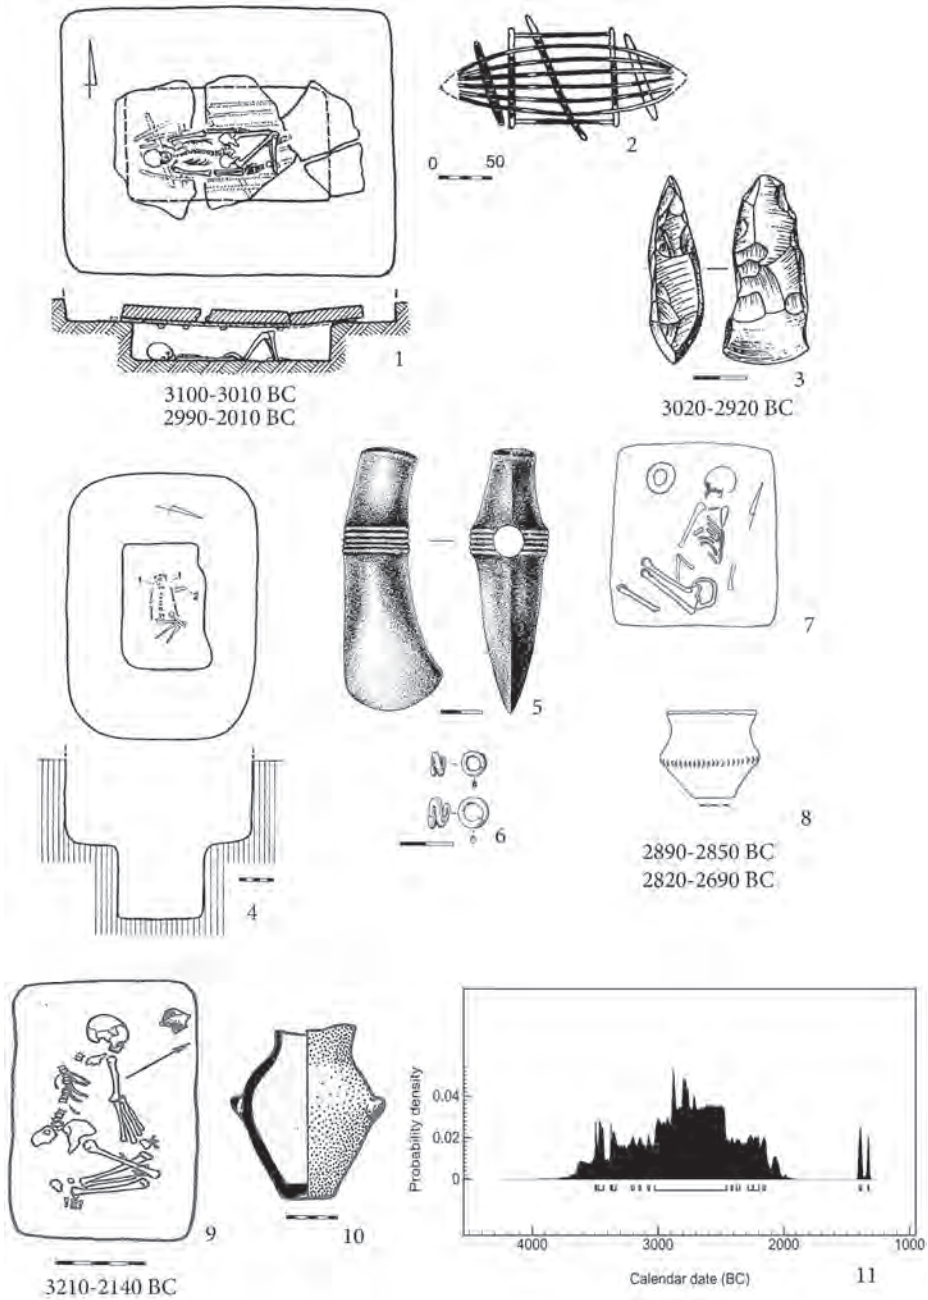 2
0 50
1
3100-3010 BC
2990-2010 BC
3
3020-2920 BC
4
5
6
7
8
2890-2850 BC
2820-2690 BC
9
3210-2140 BC
10
Probability density
0.04
0.02
0
4000 3000 2000 1000
Calendar date (BC)
11